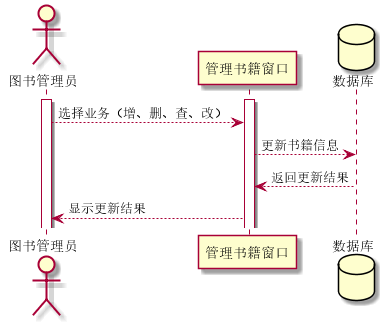 图书管理员
管理书籍窗口
数据库
选择业务（增、删、查、改）
更新书籍信息
返回更新结果
显示更新结果
图书管理员
管理书籍窗口
数据库